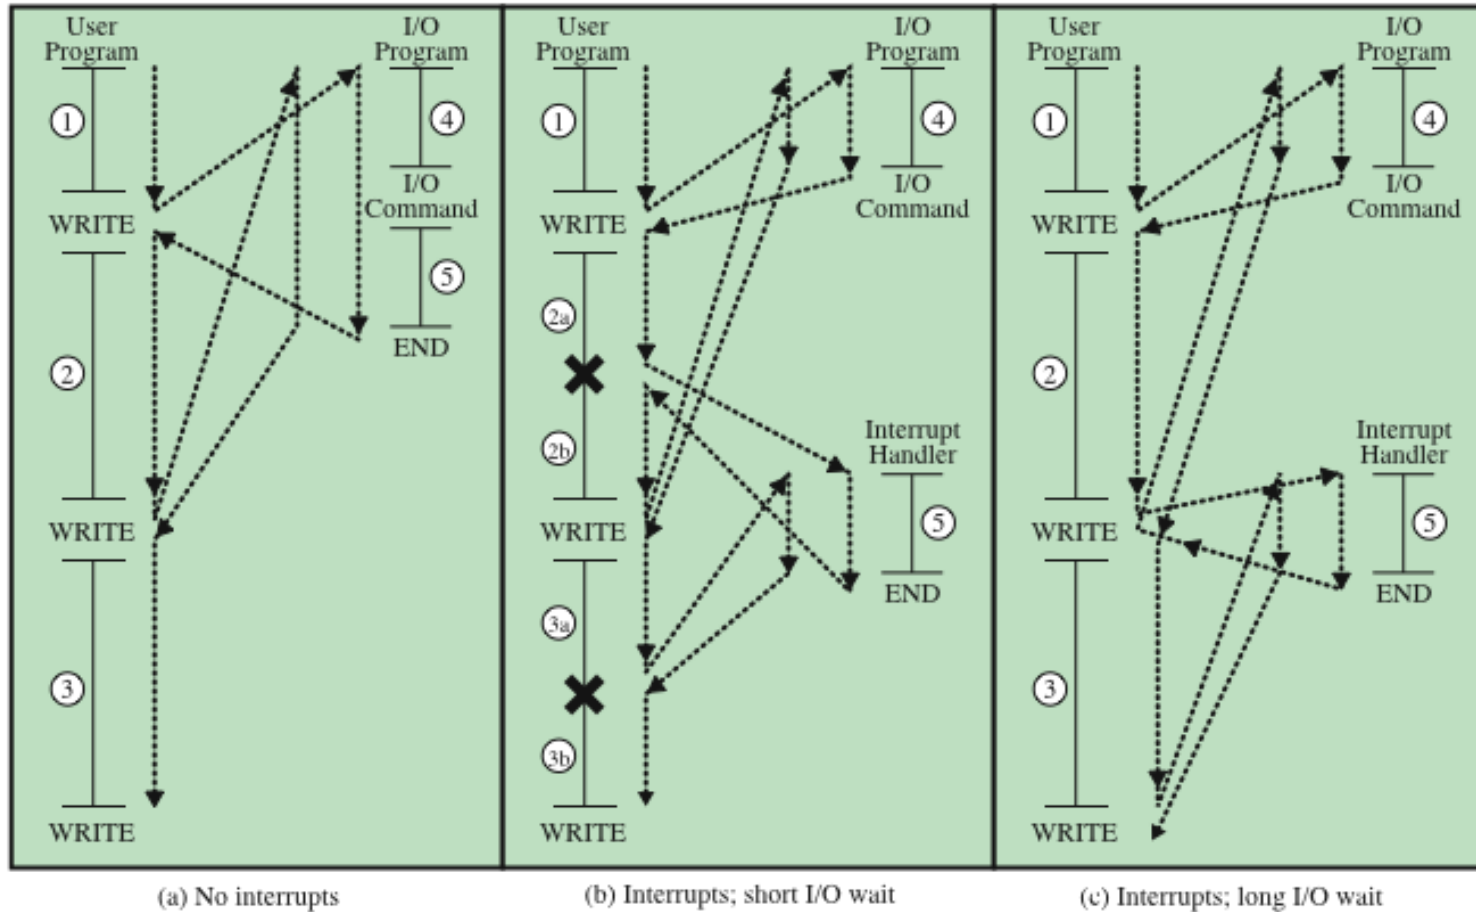 User
Program
I/O
Program
1
4
I/O
Command
WRITE
5
END
2
WRITE
3
WRITE
(a) No interrupts
User
Program
I/O
Program
1
4
I/O
Command
WRITE
2a
2b
Interrupt
Handler
WRITE
5
END
3a
3b
WRITE
(b) Interrupts; short I/O wait
User
Program
I/O
Program
1
4
I/O
Command
WRITE
2
Interrupt
Handler
WRITE
5
END
3
WRITE
(c) Interrupts; long I/O wait